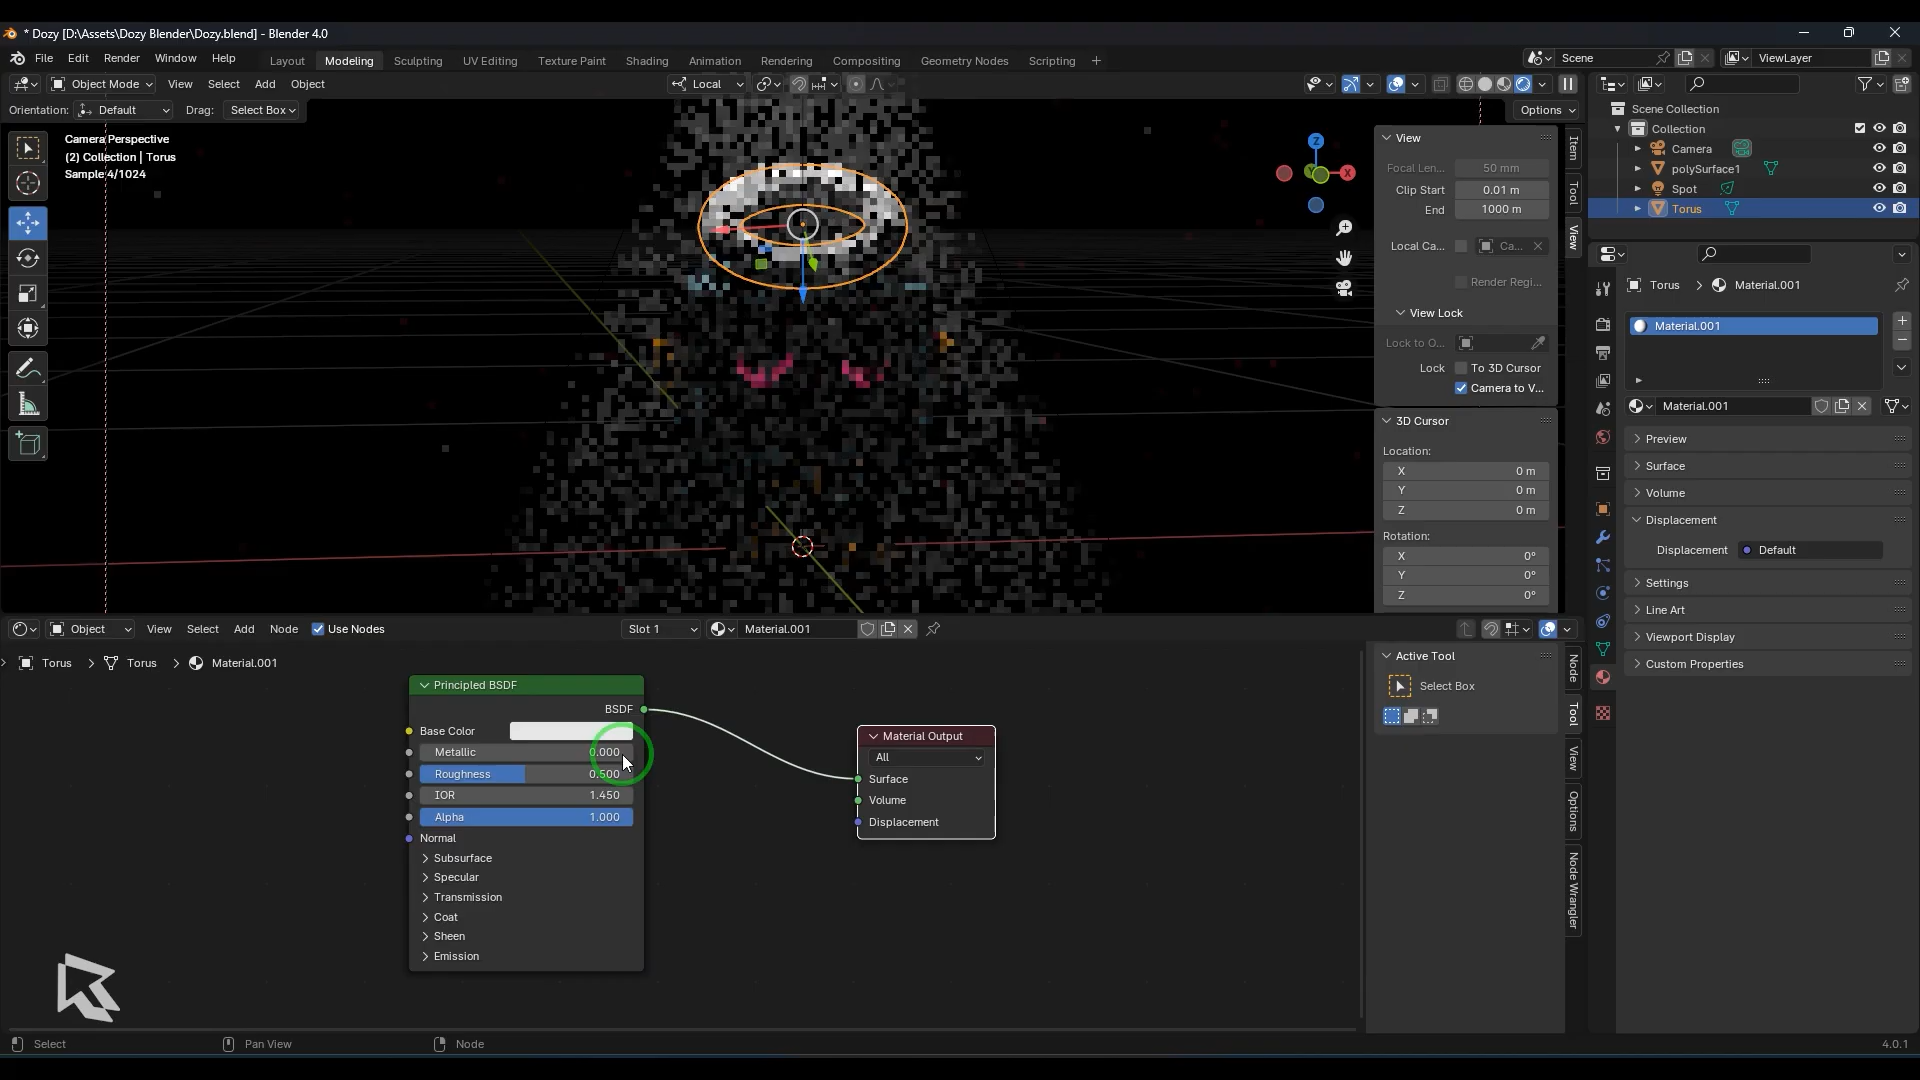 * Dozy [D:\Assets\Dozy Blender\Dozy.blend] - Blender 4.0
File Edit Render Window Help Layout Modeling Sculpting UV Editing Texture Paint Shading Animation Rendering Compositing Geometry Nodes Scripting + Scene ViewLayer
Object Mode View Select Add Object Local
Orientation: Default Drag: Select Box Options
Camera Perspective
(2) Collection | Torus
Sample 4/1024
Z
Y
X
View
Focal Len... 50 mm
Clip Start 0.01 m
End 1000 m
Local Ca... Ca...
Render Regi...
View Lock
Lock to O...
Lock To 3D Cursor
Camera to V...
3D Cursor
Location:
X 0 m
Y 0 m
Z 0 m
Rotation:
X 0°
Y 0°
Z 0°
Item
Tool
View
Scene Collection
Collection
Camera
polySurface1
Spot
Torus
Torus > Material.001
Material.001
Material.001
Preview
Surface
Volume
Displacement
Displacement Default
Settings
Line Art
Viewport Display
Custom Properties
Object View Select Add Node Use Nodes Slot 1 Material.001
Torus > Torus > Material.001
Principled BSDF
BSDF
Base Color
Metallic 0.000
Roughness 0.500
IOR 1.450
Alpha 1.000
Normal
Subsurface
Specular
Transmission
Coat
Sheen
Emission
Material Output
All
Surface
Volume
Displacement
Active Tool
Select Box
Node
Tool
View
Options
Node Wrangler
Select Pan View Node 4.0.1